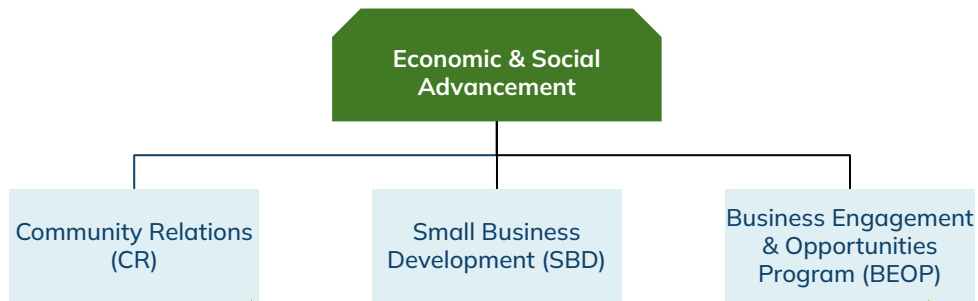 Economic & Social
Advancement
Community Relations
(CR)
Small Business
Development (SBD)
Business Engagement
& Opportunities
Program (BEOP)